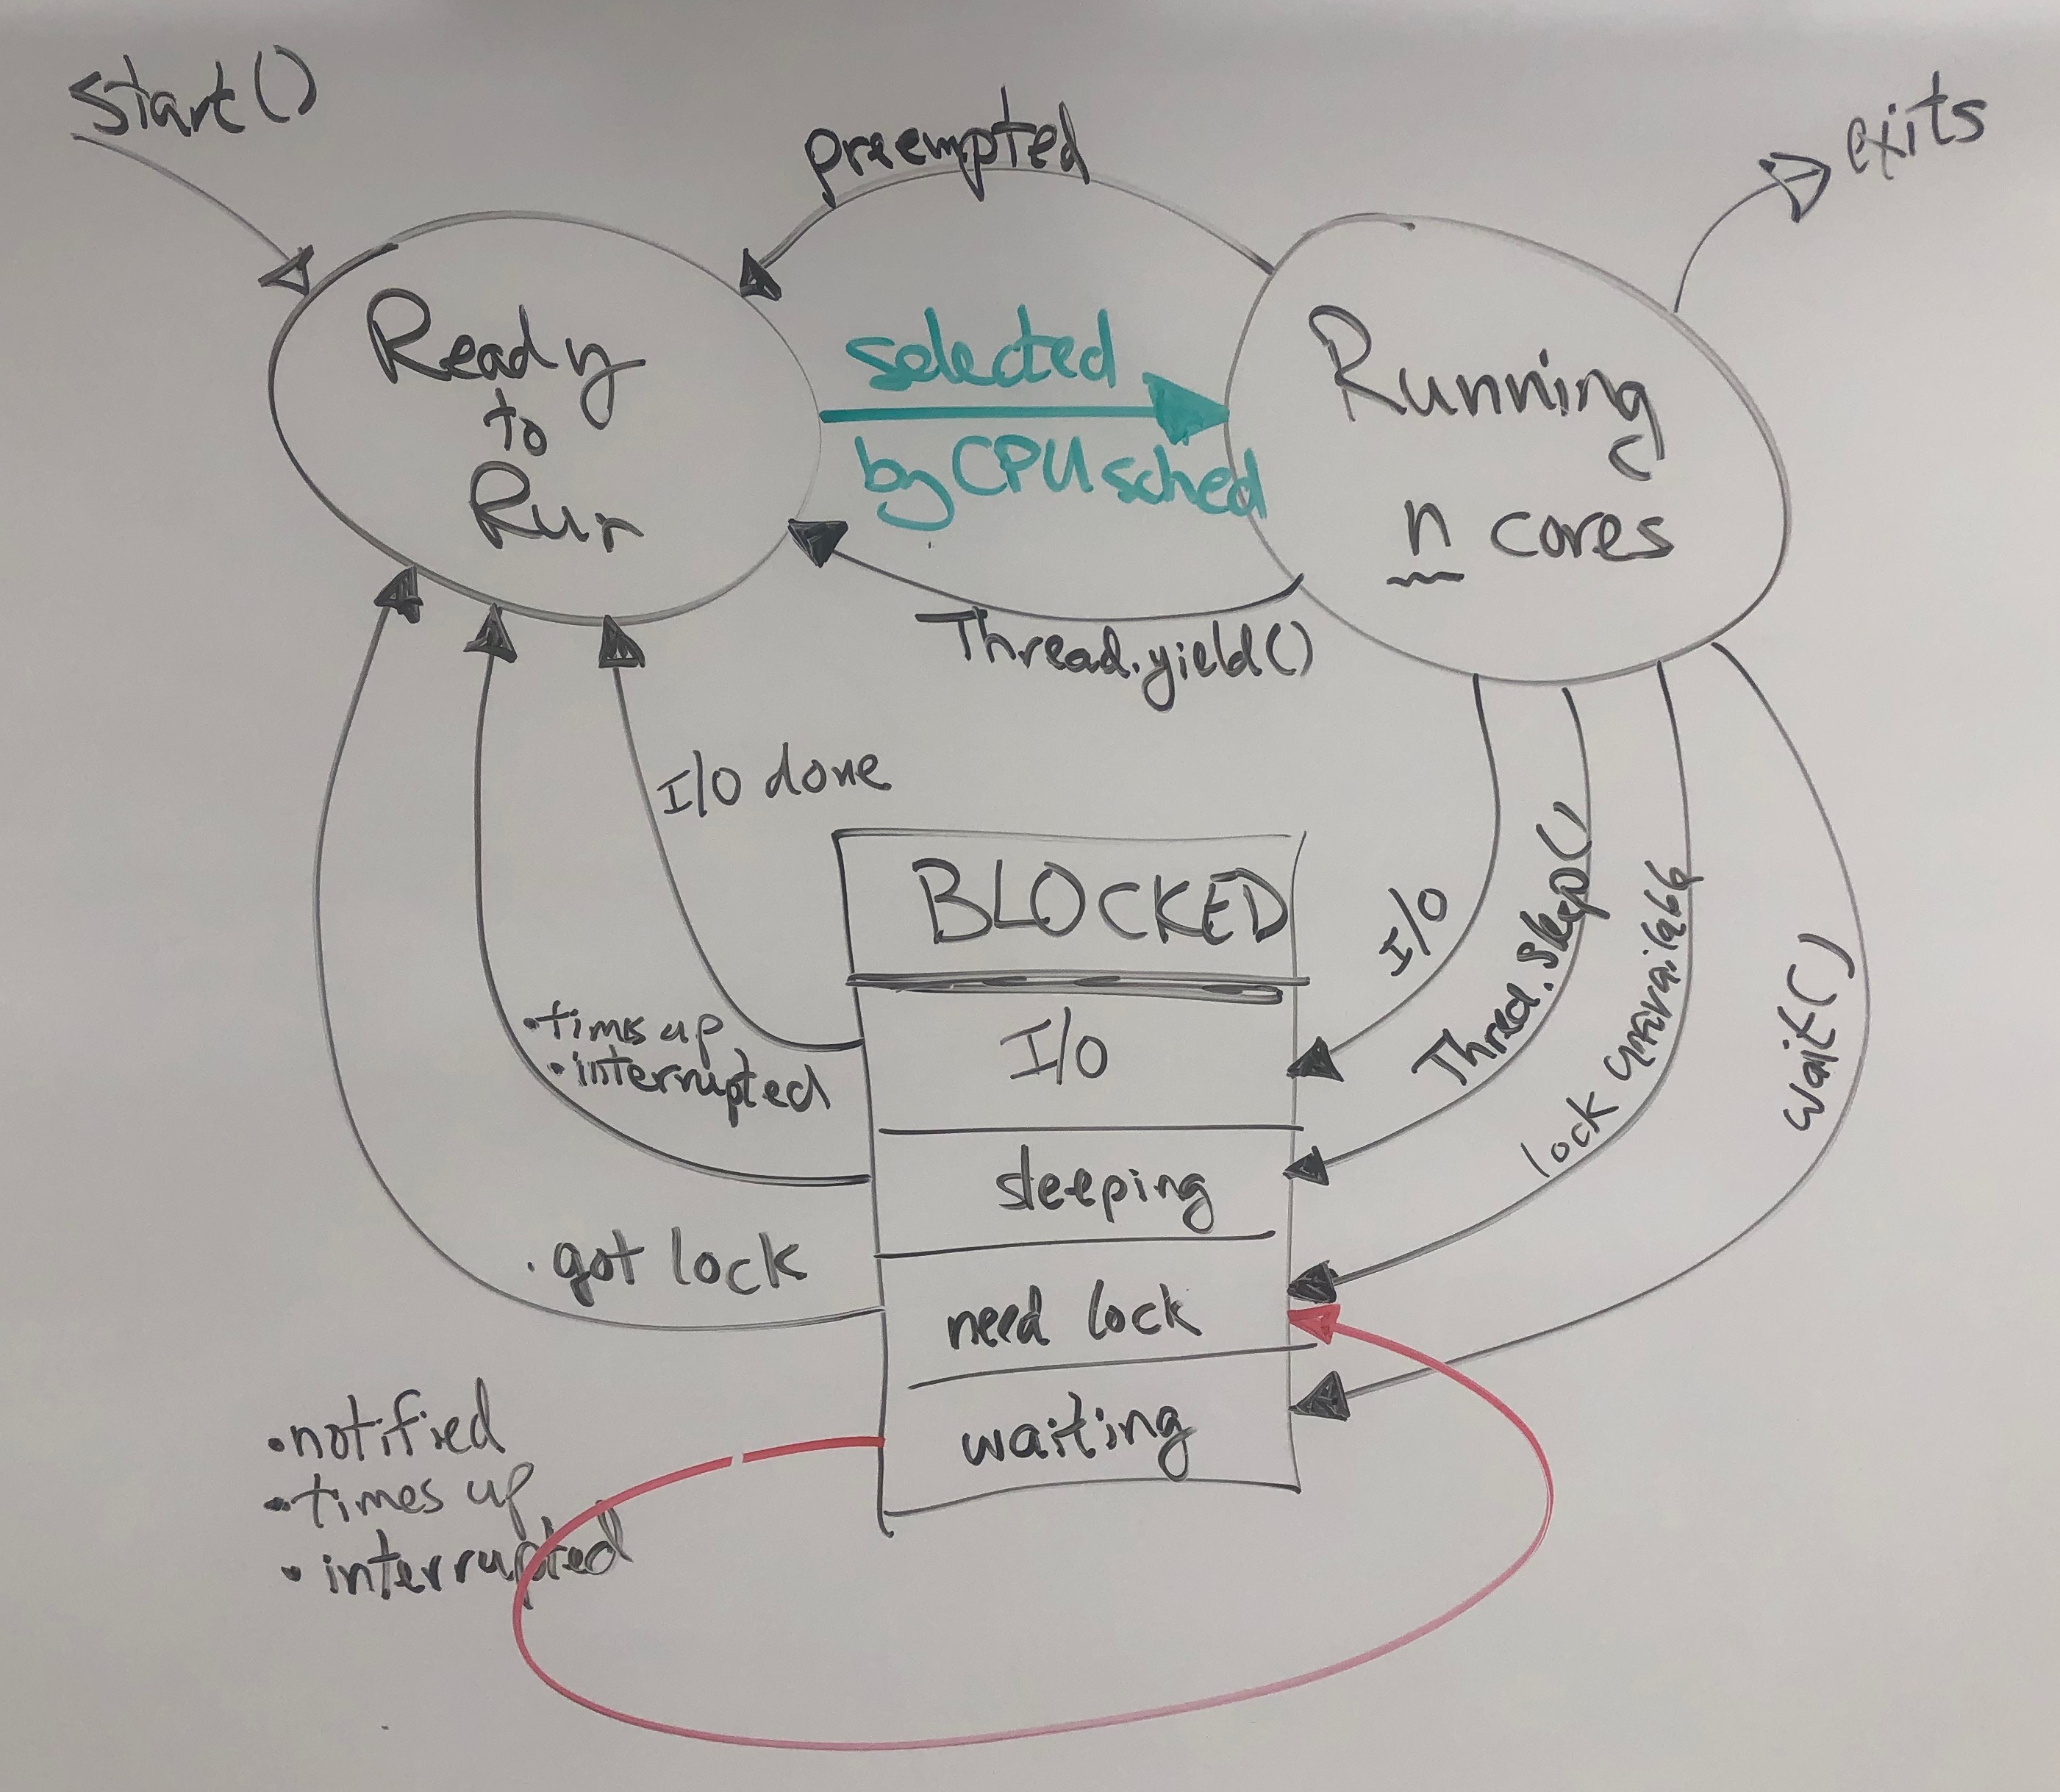 start()
preempted
exits
Ready
to
Run
selected
by CPU sched
Running
n cores
Thread.yield()
I/O done
I/O
Thred.sleep(
lock unavailable
wait()
BLOCKED
I/O
sleeping
need lock
waiting
• times up
• interrupted
• got lock
• notified
• times up
• interrupted